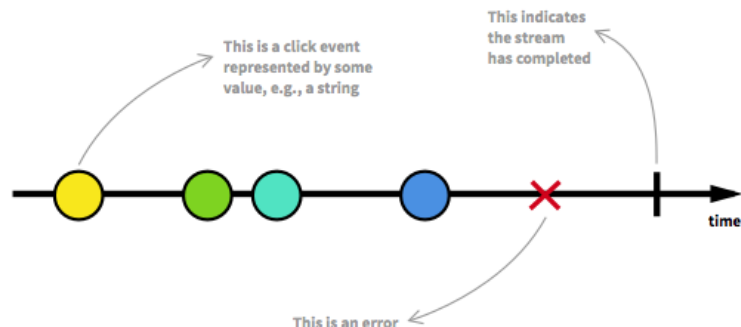 This is a click event
represented by some
value, e.g., a string
This indicates
the stream
has completed
time
This is an error